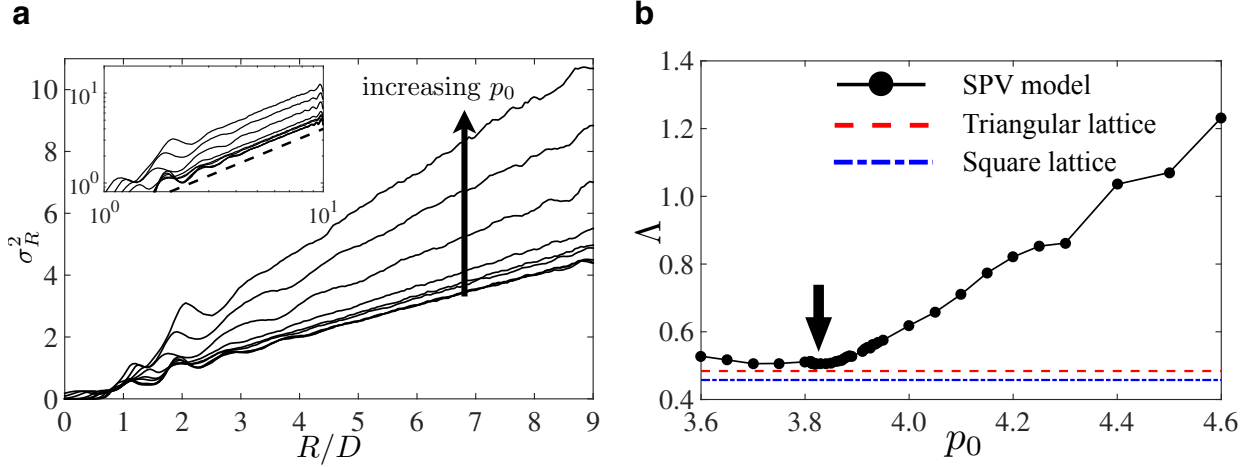 a
b
10
8
6
4
2
0
σ²_R
0 1 2 3 4 5 6 7 8 9
R/D
increasing p₀
10¹
10⁰
10⁰ 10¹
1.4
1.2
1.0
0.8
0.6
0.4
Λ
3.6 3.8 4.0 4.2 4.4 4.6
p₀
SPV model
Triangular lattice
Square lattice